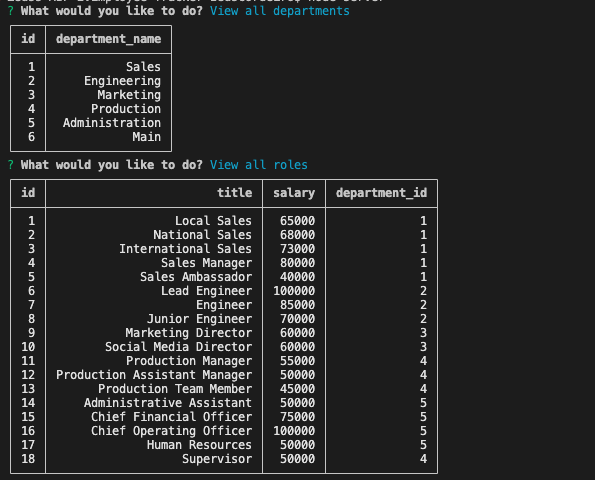 ? What would you like to do? View all departments
id department_name
1 Sales
2 Engineering
3 Marketing
4 Production
5 Administration
6 Main
? What would you like to do? View all roles
id title salary department_id
1 Local Sales 65000 1
2 National Sales 68000 1
3 International Sales 73000 1
4 Sales Manager 80000 1
5 Sales Ambassador 40000 1
6 Lead Engineer 100000 2
7 Engineer 85000 2
8 Junior Engineer 70000 2
9 Marketing Director 60000 3
10 Social Media Director 60000 3
11 Production Manager 55000 4
12 Production Assistant Manager 50000 4
13 Production Team Member 45000 4
14 Administrative Assistant 50000 5
15 Chief Financial Officer 75000 5
16 Chief Operating Officer 100000 5
17 Human Resources 50000 5
18 Supervisor 50000 4